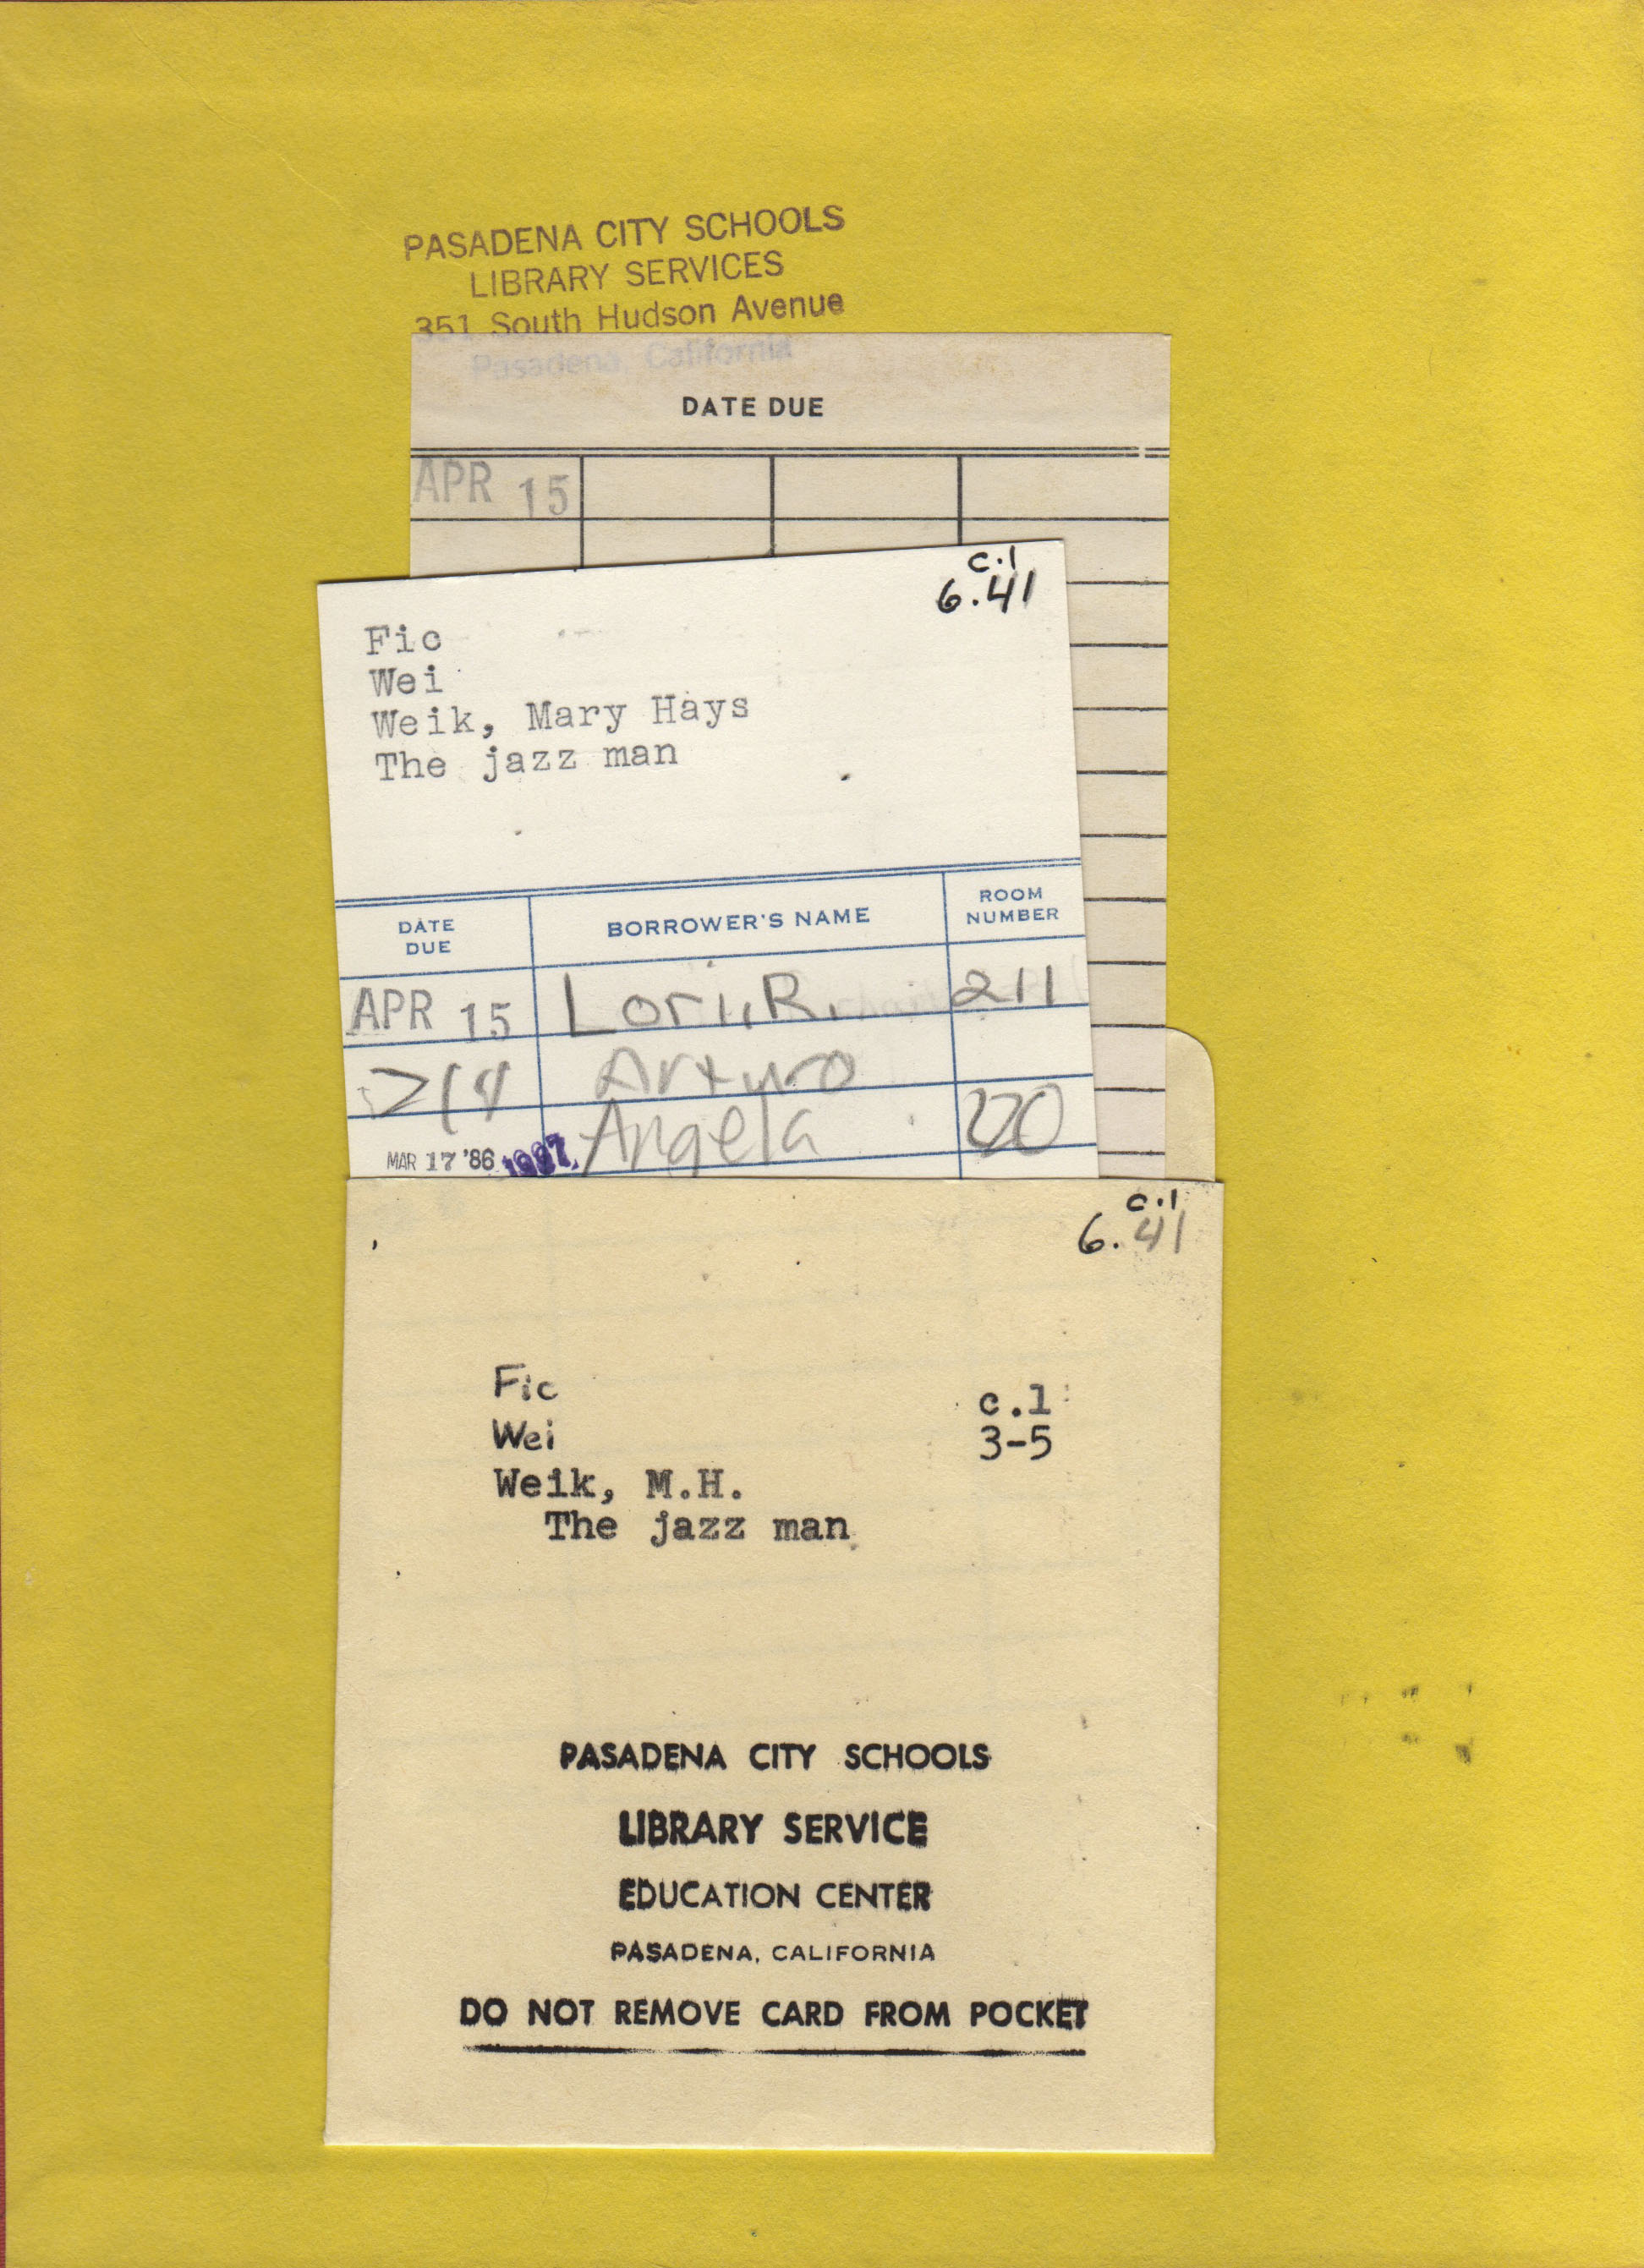 PASADENA CITY SCHOOLS
LIBRARY SERVICES
351 South Hudson Avenue
Pasadena, California
DATE DUE
APR 15
c.1
6.41
Fic
Wei
Weik, Mary Hays
The jazz man
DATE DUE
BORROWER'S NAME
ROOM NUMBER
APR 15 Lori, R. 211
Arturo
MAR 17 '86 Angela
c.1
6.41
Fic c.1
Wei 3-5
Weik, M.H.
The jazz man
PASADENA CITY SCHOOLS
LIBRARY SERVICE
EDUCATION CENTER
PASADENA, CALIFORNIA
DO NOT REMOVE CARD FROM POCKET